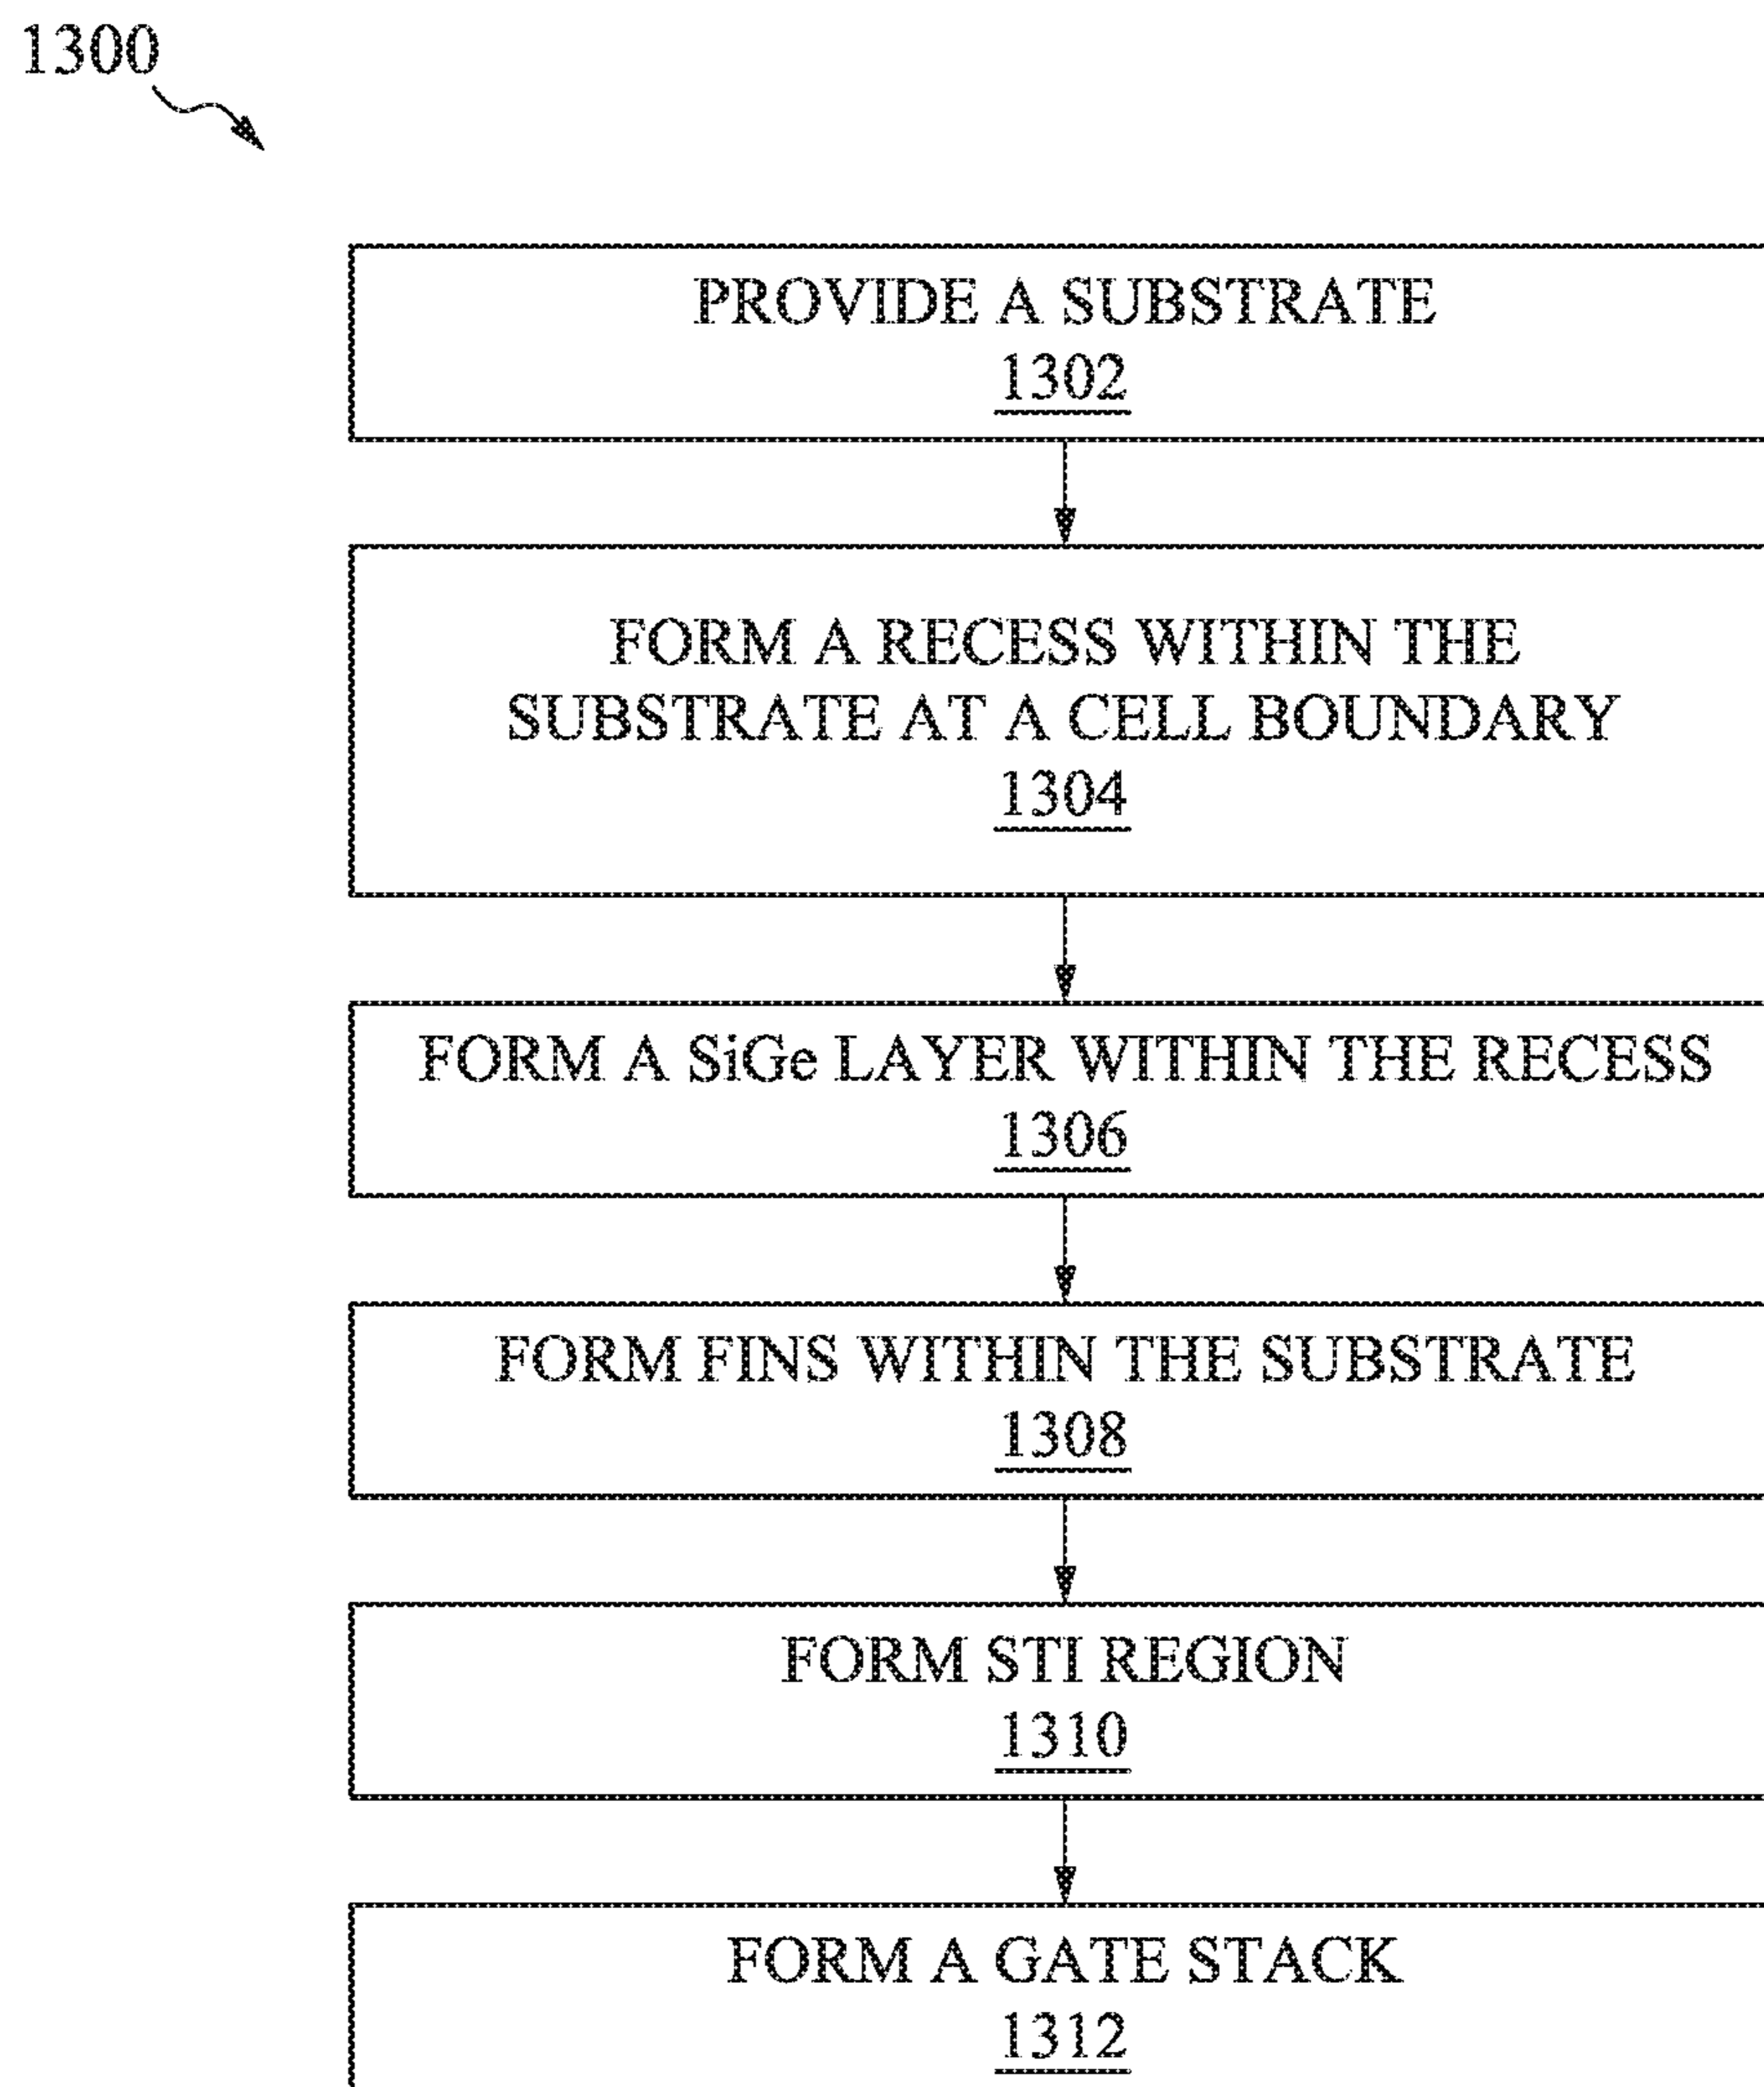 1300
PROVIDE A SUBSTRATE
1302
FORM A RECESS WITHIN THE
SUBSTRATE AT A CELL BOUNDARY
1304
FORM A SiGe LAYER WITHIN THE RECESS
1306
FORM FINS WITHIN THE SUBSTRATE
1308
FORM STI REGION
1310
FORM A GATE STACK
1312